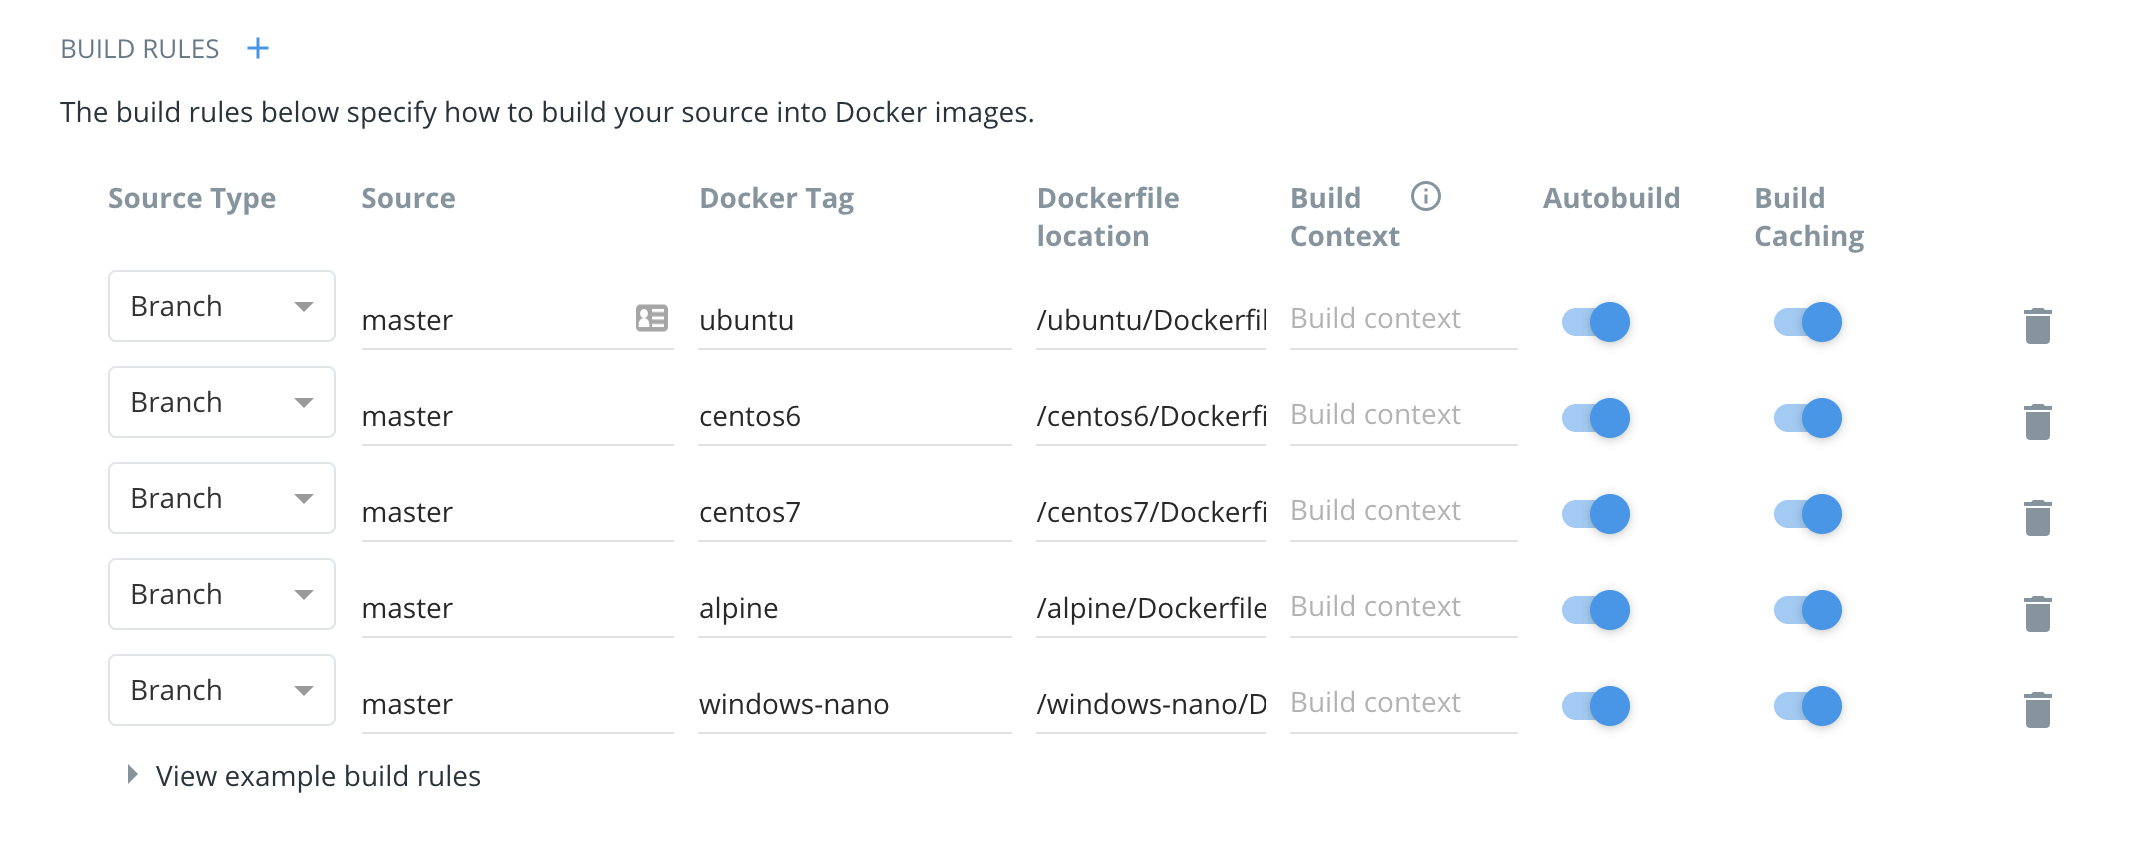 BUILD RULES +
The build rules below specify how to build your source into Docker images.
Source Type Source Docker Tag Dockerfile location Build Context Autobuild Build Caching
Branch master ubuntu /ubuntu/Dockerfil Build context
Branch master centos6 /centos6/Dockerfi Build context
Branch master centos7 /centos7/Dockerfi Build context
Branch master alpine /alpine/Dockerfile Build context
Branch master windows-nano /windows-nano/D Build context
View example build rules